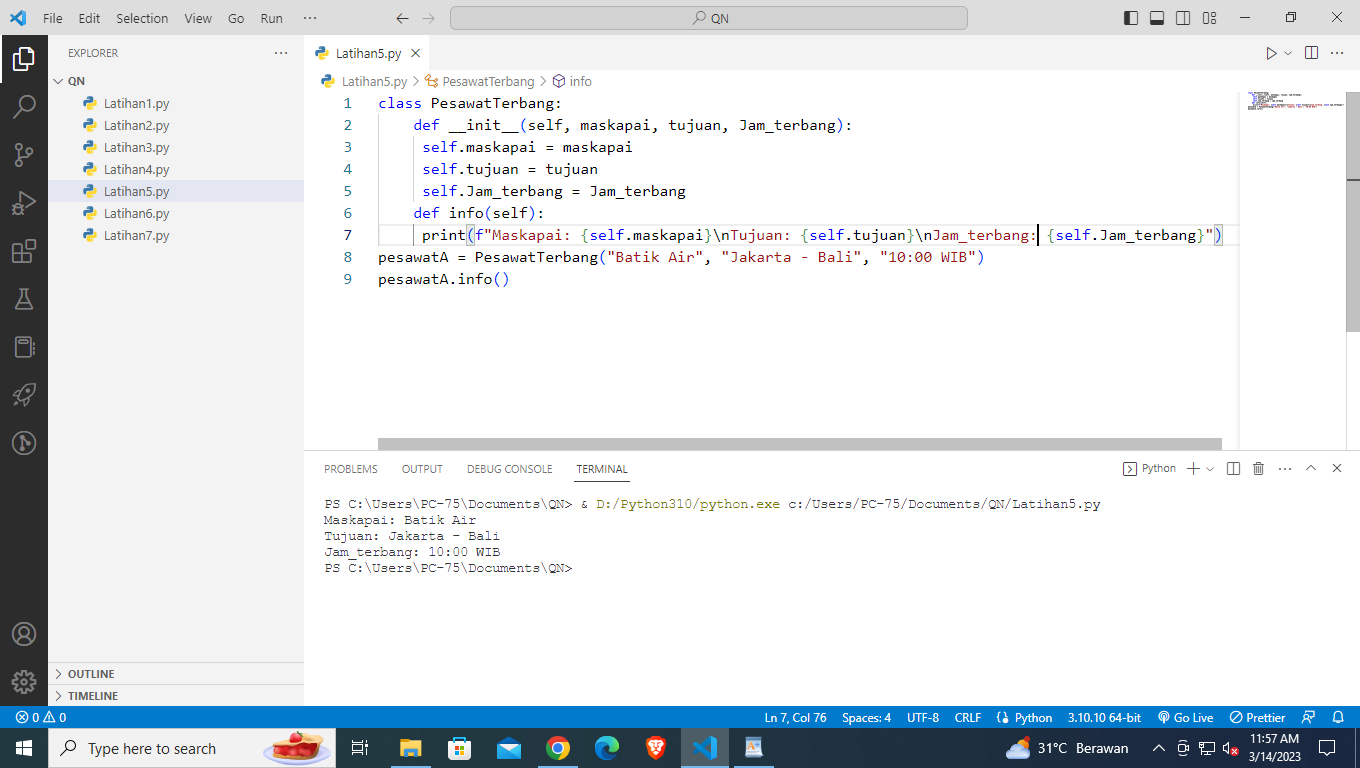 File Edit Selection View Go Run ··· QN
EXPLORER ···
QN
Latihan1.py
Latihan2.py
Latihan3.py
Latihan4.py
Latihan5.py
Latihan6.py
Latihan7.py
OUTLINE
TIMELINE
Latihan5.py
Latihan5.py > PesawatTerbang > info
1 class PesawatTerbang:
2 def __init__(self, maskapai, tujuan, Jam_terbang):
3 self.maskapai = maskapai
4 self.tujuan = tujuan
5 self.Jam_terbang = Jam_terbang
6 def info(self):
7 print(f"Maskapai: {self.maskapai}\nTujuan: {self.tujuan}\nJam_terbang: {self.Jam_terbang}")
8 pesawatA = PesawatTerbang("Batik Air", "Jakarta - Bali", "10:00 WIB")
9 pesawatA.info()
PROBLEMS OUTPUT DEBUG CONSOLE TERMINAL Python
PS C:\Users\PC-75\Documents\QN> & D:/Python310/python.exe c:/Users/PC-75/Documents/QN/Latihan5.py
Maskapai: Batik Air
Tujuan: Jakarta - Bali
Jam_terbang: 10:00 WIB
PS C:\Users\PC-75\Documents\QN>
0 0 Ln 7, Col 76 Spaces: 4 UTF-8 CRLF Python 3.10.10 64-bit Go Live Prettier
Type here to search 31°C Berawan 11:57 AM
3/14/2023